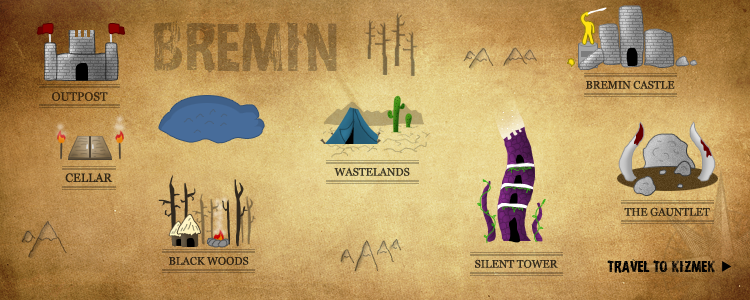 BREMIN
OUTPOST
BREMIN CASTLE
CELLAR
WASTELANDS
THE GAUNTLET
BLACK WOODS
SILENT TOWER
TRAVEL TO KIZMEK